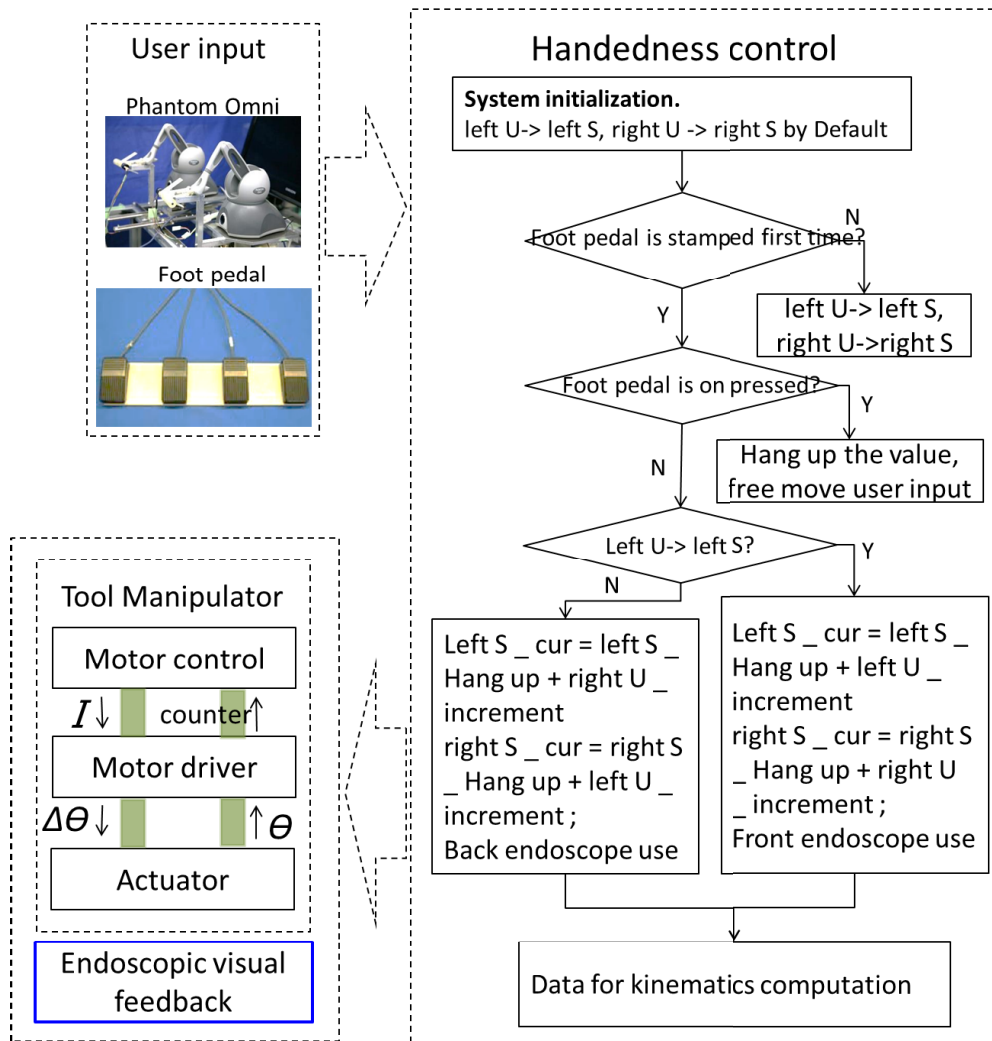 User input
Phantom Omni
Foot pedal
Handedness control
System initialization.
left U-> left S, right U -> right S by Default
Foot pedal is stamped first time?
N
left U-> left S,
right U->right S
Y
Foot pedal is on pressed?
Y
Hang up the value,
free move user input
N
Left U-> left S?
Y
N
Left S _ cur = left S _
Hang up + right U _
increment
right S _ cur = right S
_ Hang up + left U _
increment ;
Back endoscope use
Left S _ cur = left S _
Hang up + left U _
increment
right S _ cur = right S
_ Hang up + right U
_ increment ;
Front endoscope use
Data for kinematics computation
Tool Manipulator
Motor control
I ↓ counter ↑
Motor driver
ΔΘ ↓ ↑ Θ
Actuator
Endoscopic visual
feedback